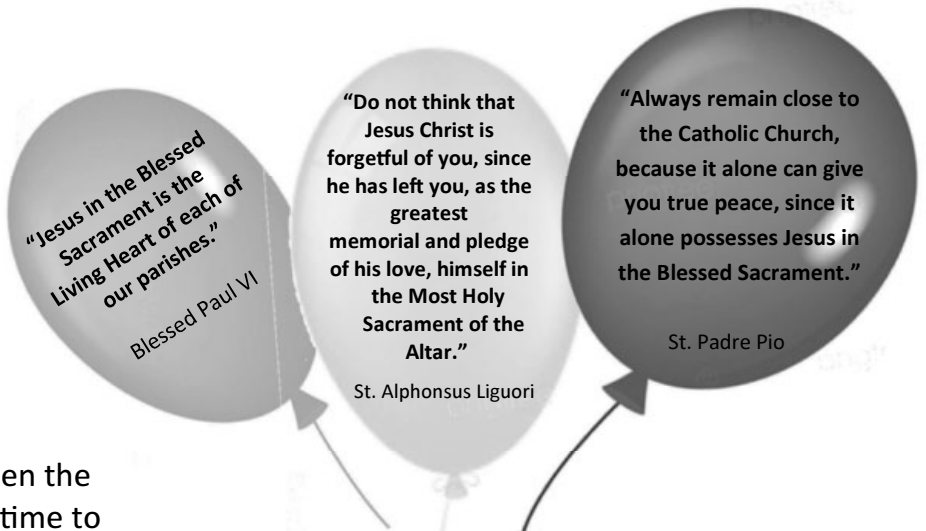 “Jesus in the Blessed
Sacrament is the
Living Heart of each of
our parishes.”
Blessed Paul VI
“Do not think that
Jesus Christ is
forgetful of you, since
he has left you, as the
greatest
memorial and pledge
of his love, himself in
the Most Holy
Sacrament of the
Altar.”
St. Alphonsus Liguori
“Always remain close to
the Catholic Church,
because it alone can give
you true peace, since it
alone possesses Jesus in
the Blessed Sacrament.”
St. Padre Pio
en the
time to